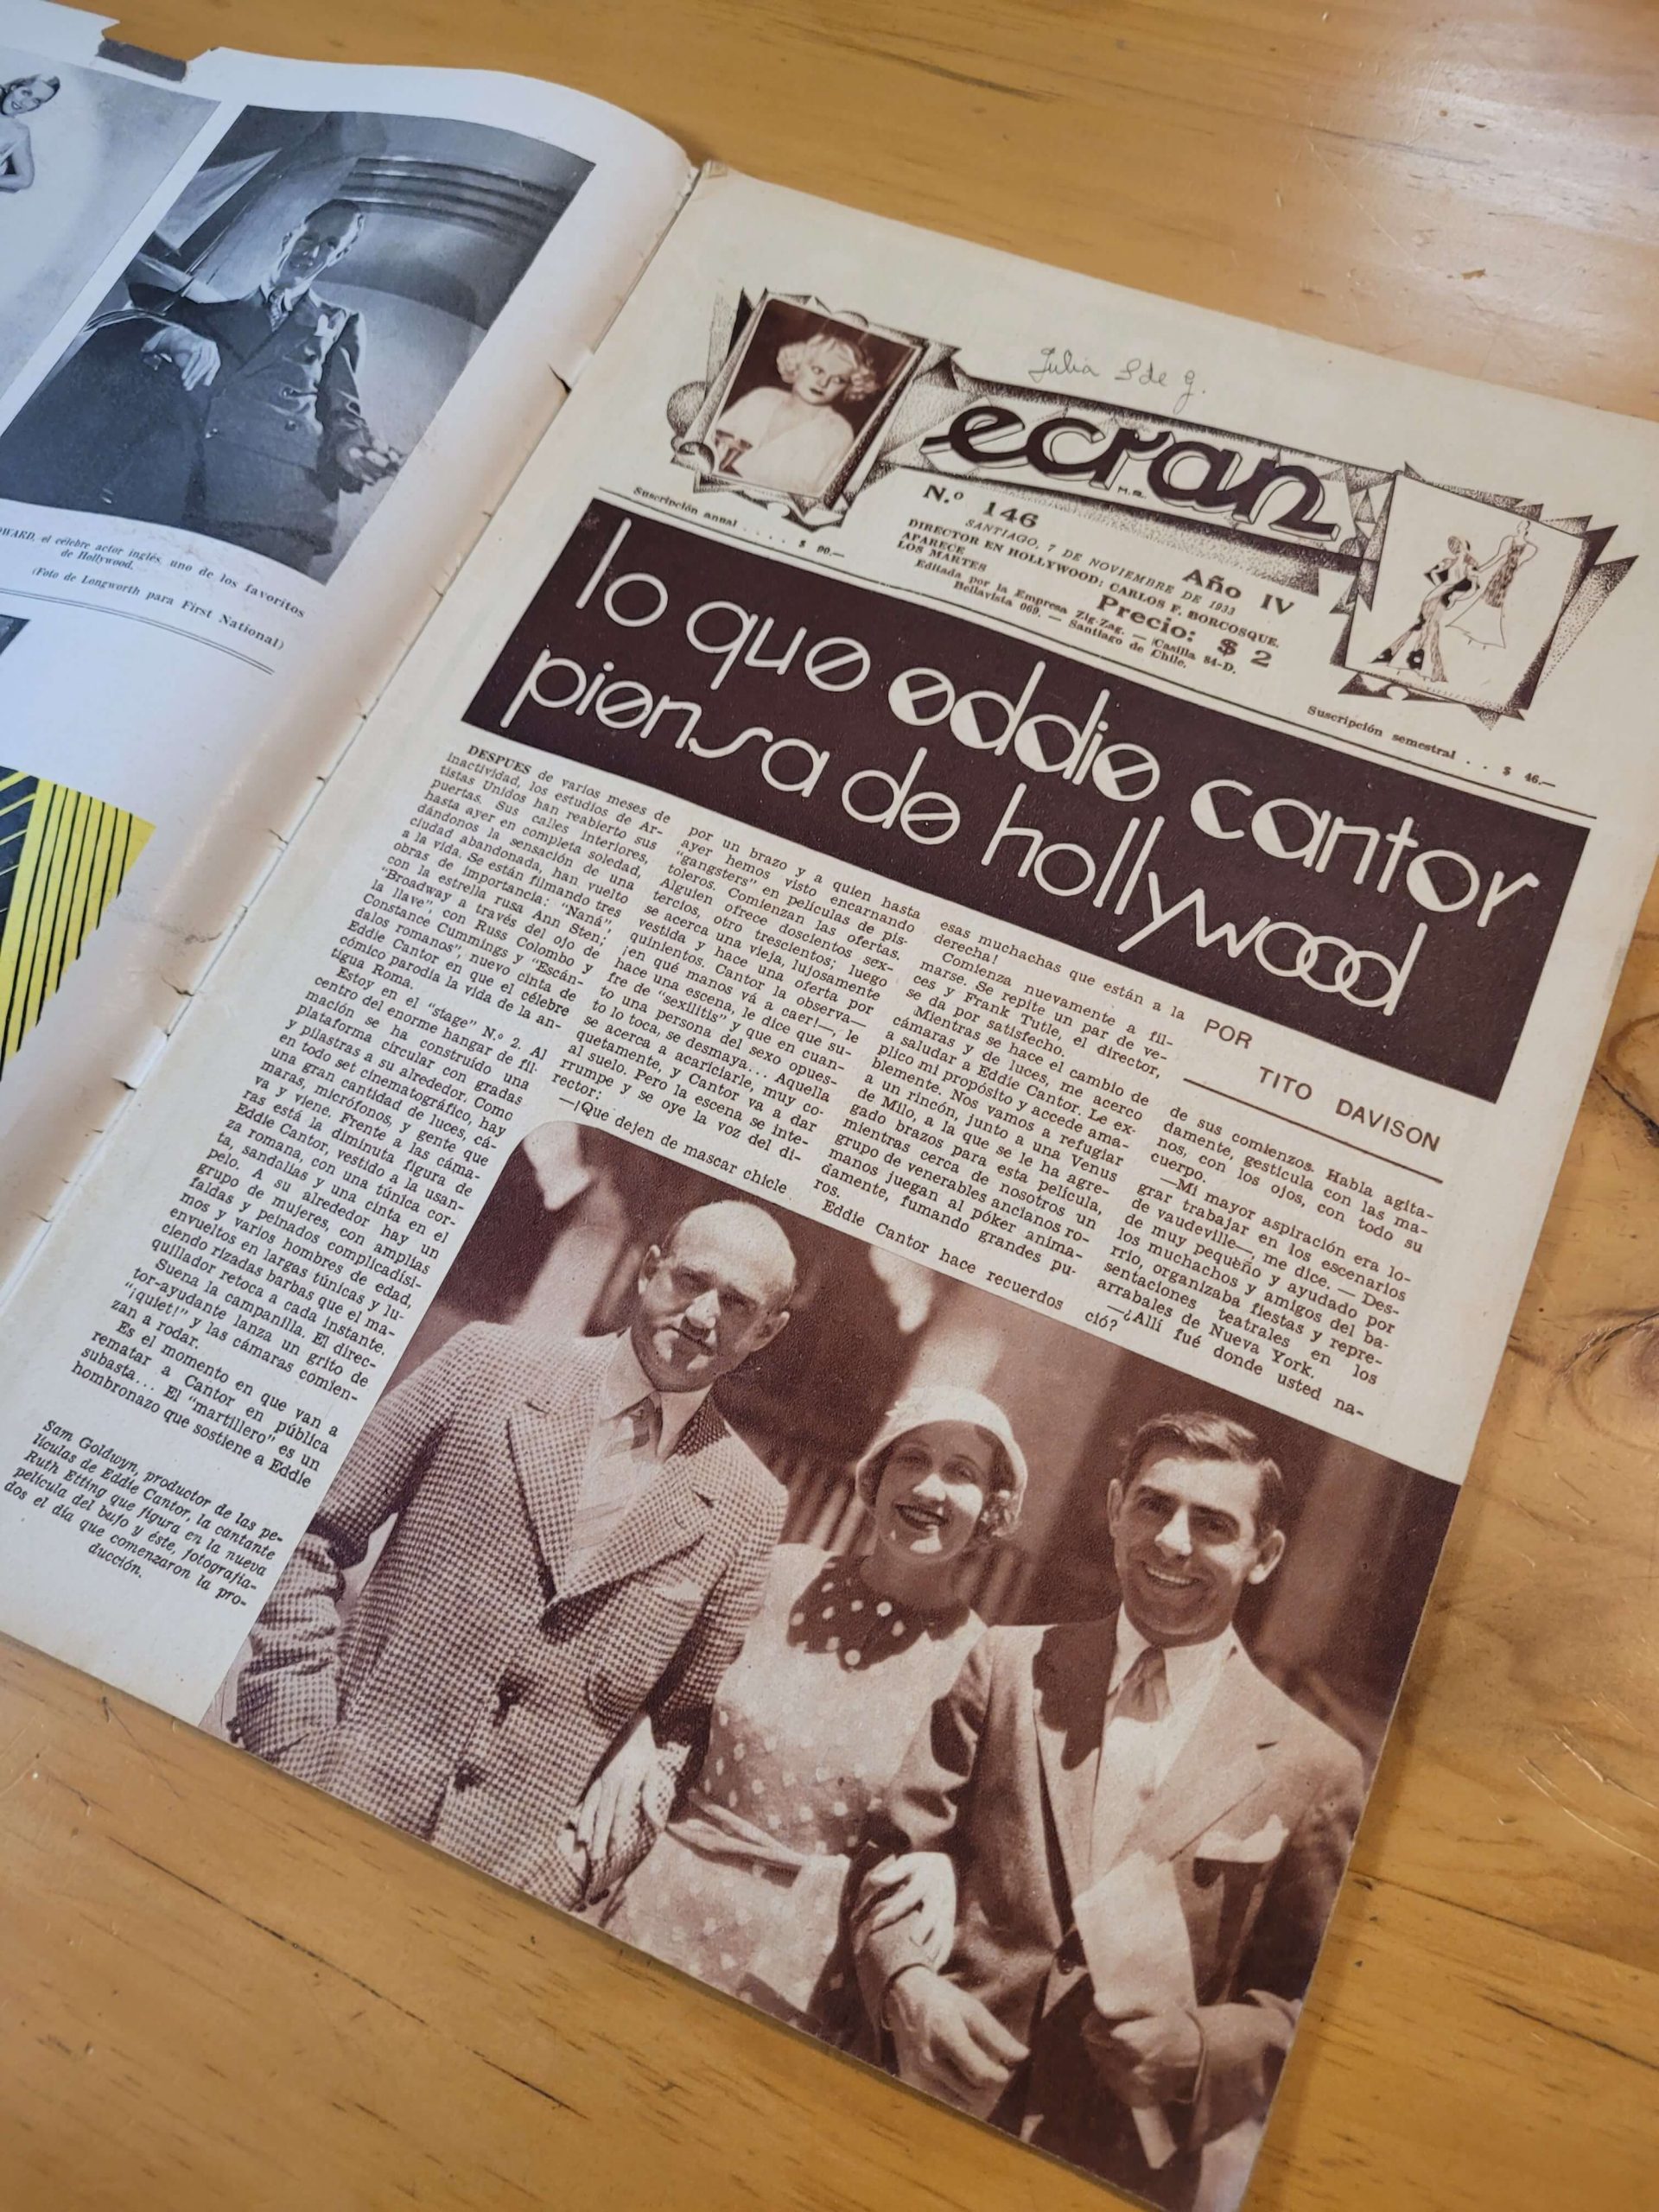 el célebre actor inglés, uno de los favoritos
de Hollywood.
(Foto de Longworth para First National)
Julia S de G.
ecran
M.R.
N.º 146
Año IV
SANTIAGO, 7 DE NOVIEMBRE DE 1933
DIRECTOR EN HOLLYWOOD: CARLOS F. BORCOSQUE.
APARECE
LOS MARTES
Precio: $ 2
Editada por la Empresa Zig-Zag. — Casilla 84-D.
Bellavista 069. — Santiago de Chile.
Suscripción anual . . . . . $ 90.—
Suscripción semestral . . $ 46.—
lo que eddie cantor
piensa de hollywood
POR
TITO DAVISON
DESPUES de varios meses de
inactividad, los estudios de Ar-
tistas Unidos han reabierto sus
puertas. Sus calles interiores,
hasta ayer en completa soledad,
dándonos la sensación de una
ciudad abandonada, han vuelto
a la vida. Se están filmando tres
obras de importancia: "Naná",
con la estrella rusa Ann Sten;
"Broadway a través del ojo de
la llave", con Russ Colombo y
Constance Cummings y "Escán-
dalos romanos", nuevo cinta de
Eddie Cantor en que el célebre
cómico parodia la vida de la an-
tigua Roma.
Estoy en el "stage" N.º 2. Al
centro del enorme hangar de fil-
mación se ha construído una
plataforma circular con gradas
y pilastras a su alrededor. Como
en todo set cinematográfico, hay
una gran cantidad de luces, cá-
maras, micrófonos, y gente que
va y viene. Frente a las cáma-
ras está la diminuta figura de
Eddie Cantor, vestido a la usan-
za romana, con una túnica cor-
ta, sandalias y una cinta en el
pelo. A su alrededor hay un
grupo de mujeres, con amplias
faldas y peinados complicadísi-
mos y varios hombres de edad,
envueltos en largas túnicas y lu-
ciendo rizadas barbas que el ma-
quillador retoca a cada instante.
Suena la campanilla. El direc-
tor-ayudante lanza un grito de
"¡quiet!" y las cámaras comien-
zan a rodar.
Es el momento en que van a
rematar a Cantor en pública
subasta... El "martillero" es un
hombronazo que sostiene a Eddie
por un brazo y a quien hasta
ayer hemos visto encarnando
"gangsters" en películas de pis-
toleros. Comienzan las ofertas.
Alguien ofrece doscientos sex-
tercios, otro trescientos; luego
se acerca una vieja, lujosamente
vestida y hace una oferta por
quinientos. Cantor la observa—
¡en qué manos vá a caer!—, le
hace una escena, le dice que su-
fre de "sexilitis" y que en cuan-
to una persona del sexo opues-
to lo toca, se desmaya... Aquella
se acerca a acariciarle, muy co-
quetamente, y Cantor va a dar
al suelo. Pero la escena se inte-
rrumpe y se oye la voz del di-
rector:
—¡Que dejen de mascar chicle
esas muchachas que están a la
derecha!
Comienza nuevamente a fil-
marse. Se repite un par de ve-
ces y Frank Tutle, el director,
se da por satisfecho.
Mientras se hace el cambio de
cámaras y de luces, me acerco
a saludar a Eddie Cantor. Le ex-
plico mi propósito y accede ama-
blemente. Nos vamos a refugiar
a un rincón, junto a una Venus
de Milo, a la que se le ha agre-
gado brazos para esta película,
mientras cerca de nosotros un
grupo de venerables ancianos ro-
manos juegan al póker anima-
damente, fumando grandes pu-
ros.
Eddie Cantor hace recuerdos
de sus comienzos. Habla agita-
damente, gesticula con las ma-
nos, con los ojos, con todo su
cuerpo.
—Mi mayor aspiración era lo-
grar trabajar en los escenarios
de vaudeville—, me dice. — Des-
de muy pequeño y ayudado por
los muchachos y amigos del ba-
rrio, organizaba fiestas y repre-
sentaciones teatrales en los
arrabales de Nueva York.
—¿Allí fué donde usted na-
ció?
Sam Goldwyn, productor de las pe-
lículas de Eddie Cantor, la cantante
Ruth Etting que figura en la nueva
película del bufo y éste, fotografia-
dos el día que comenzaron la pro-
ducción.